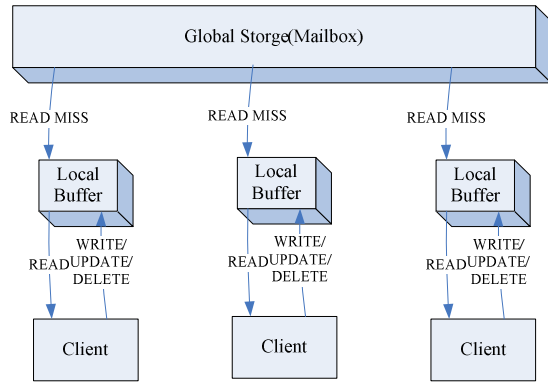 Global Storge(Mailbox)
READ MISS
READ MISS
READ MISS
Local
Buffer
Local
Buffer
Local
Buffer
READ
WRITE/
UPDATE/
DELETE
READ
WRITE/
UPDATE/
DELETE
READ
WRITE/
UPDATE/
DELETE
Client
Client
Client